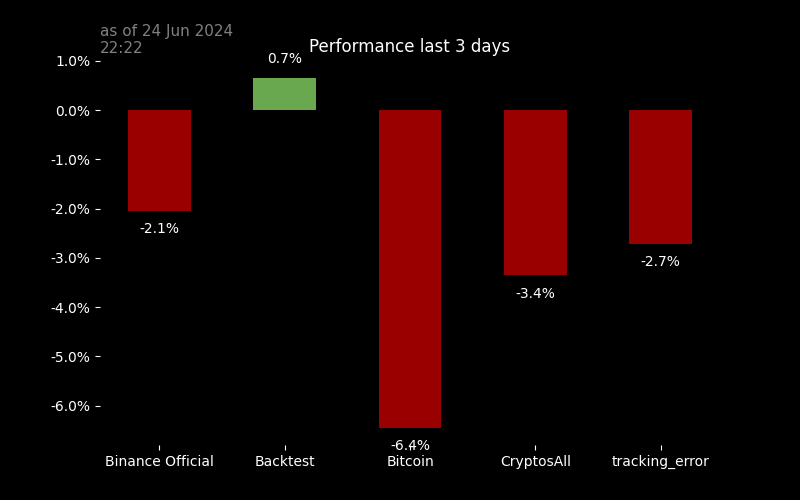 as of 24 Jun 2024
22:22
Performance last 3 days
1.0%
0.0%
-1.0%
-2.0%
-3.0%
-4.0%
-5.0%
-6.0%
-2.1%
0.7%
-6.4%
-3.4%
-2.7%
Binance Official
Backtest
Bitcoin
CryptosAll
tracking_error